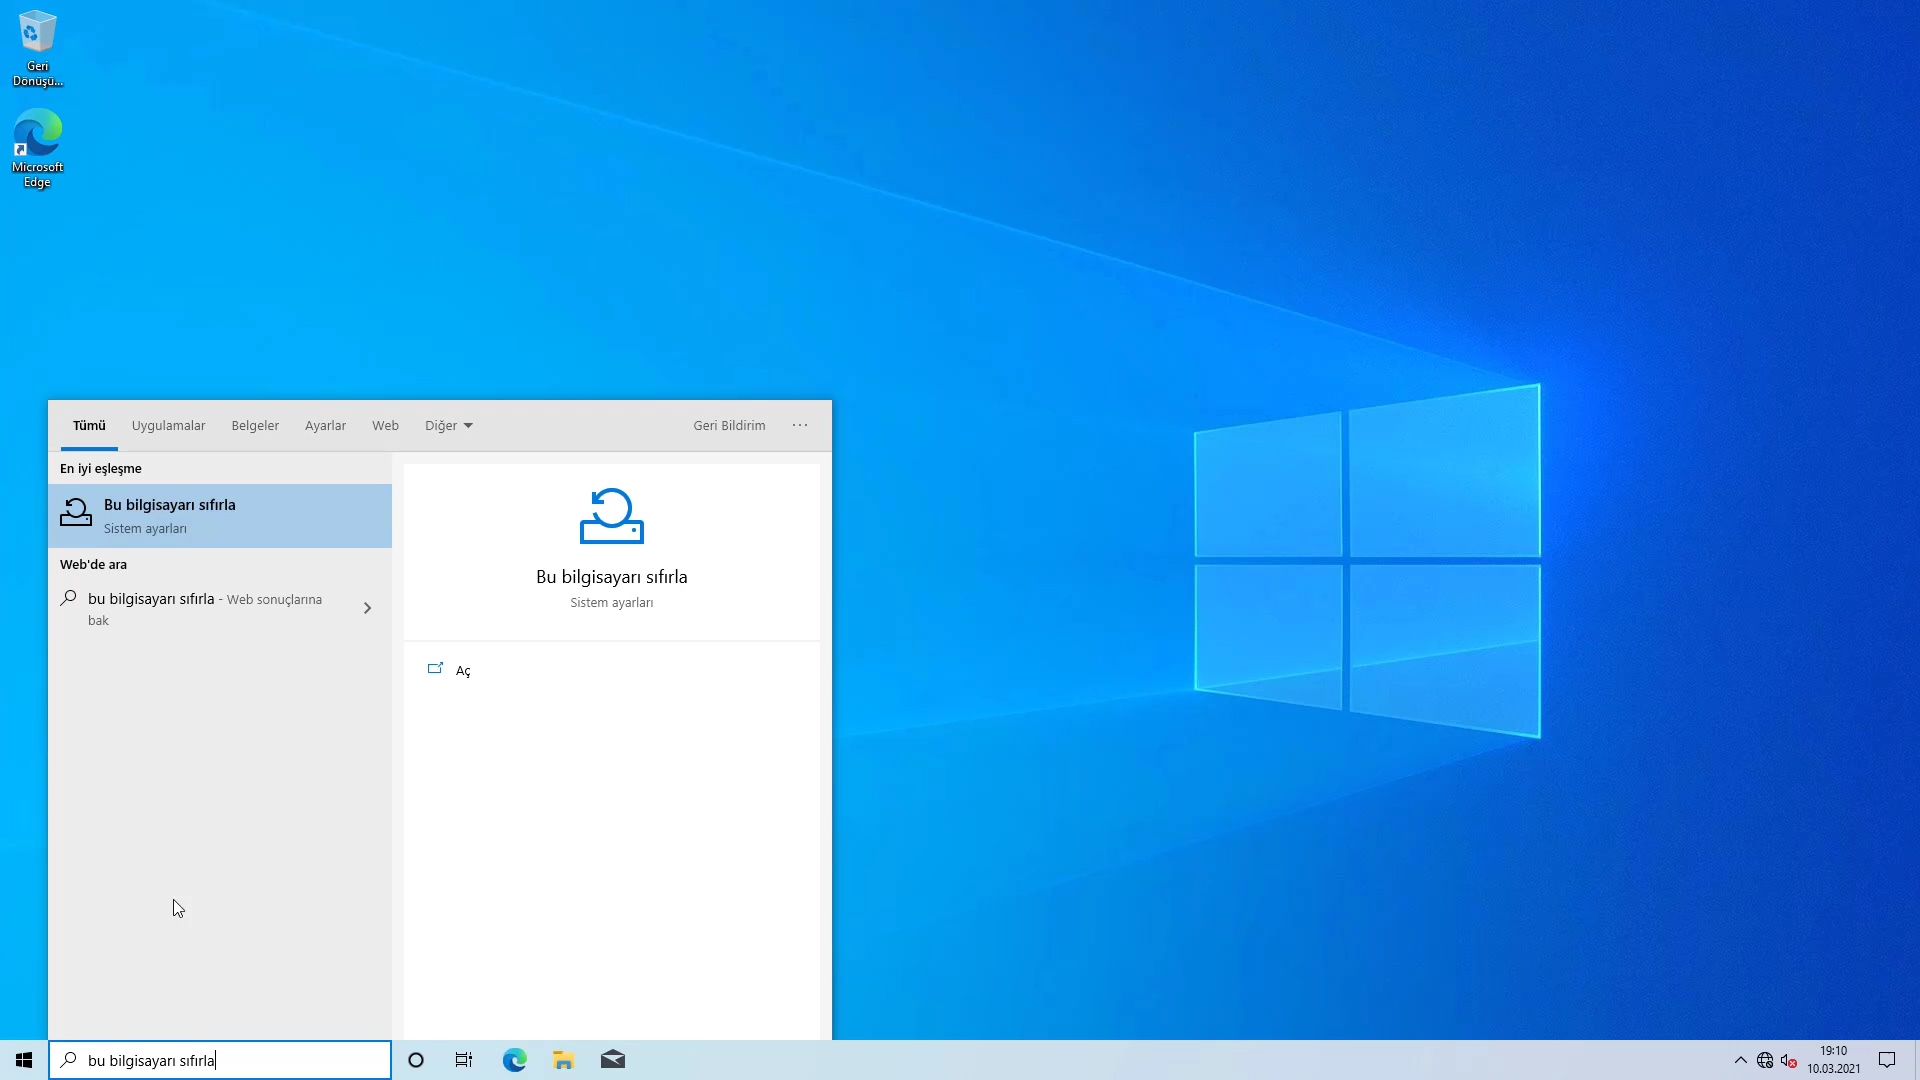 Geri
Dönüşü...
Microsoft
Edge
Tümü Uygulamalar Belgeler Ayarlar Web Diğer Geri Bildirim ...
En iyi eşleşme
Bu bilgisayarı sıfırla
Sistem ayarları
Web'de ara
bu bilgisayarı sıfırla - Web sonuçlarına
bak
Bu bilgisayarı sıfırla
Sistem ayarları
Aç
bu bilgisayarı sıfırla
19:10
10.03.2021